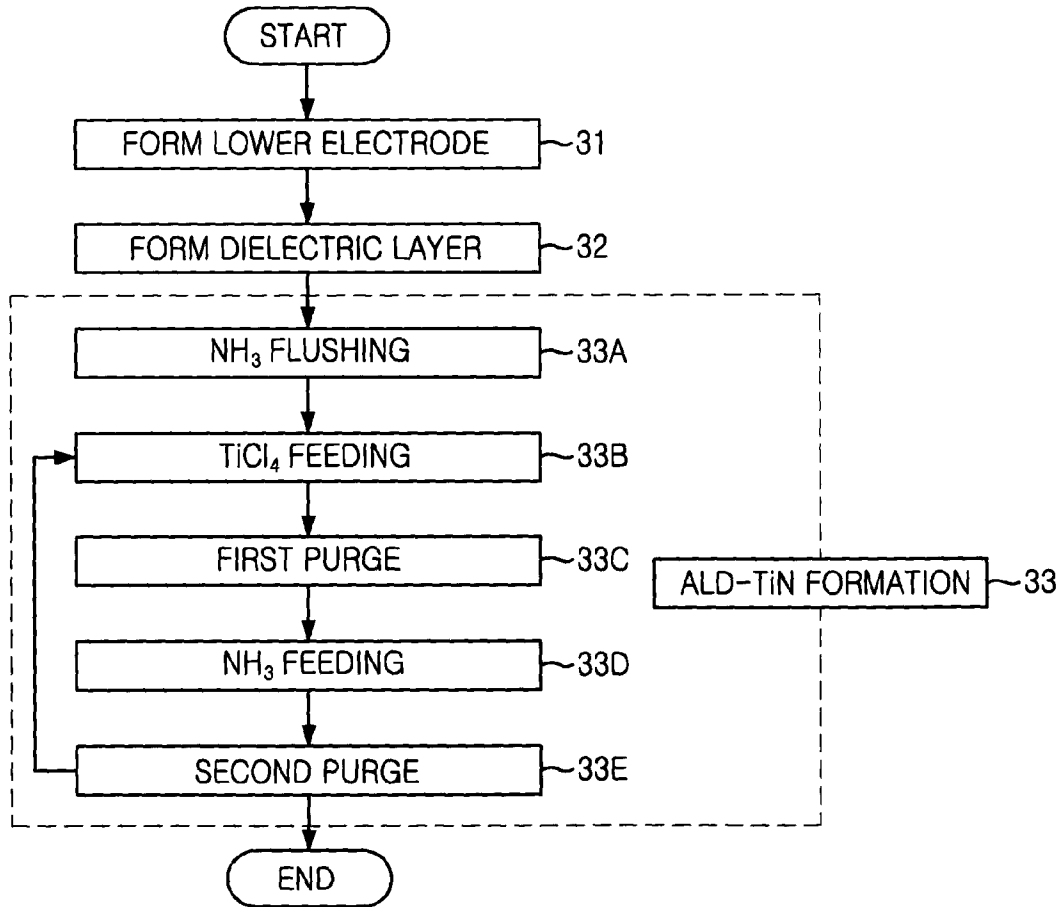 START
FORM LOWER ELECTRODE 31
FORM DIELECTRIC LAYER 32
NH₃ FLUSHING 33A
TiCl₄ FEEDING 33B
FIRST PURGE 33C
ALD-TiN FORMATION 33
NH₃ FEEDING 33D
SECOND PURGE 33E
END